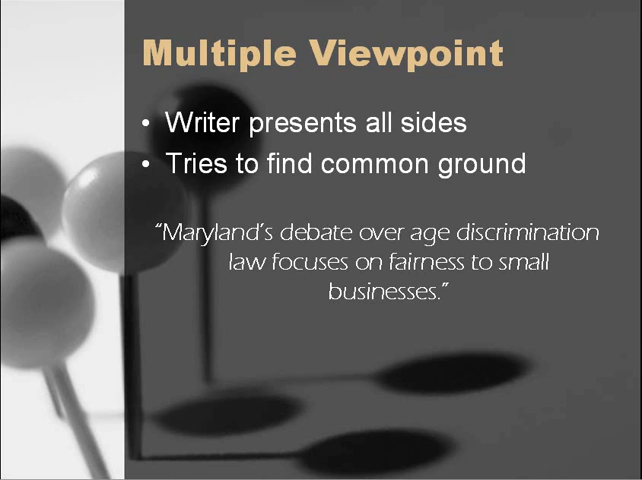 Multiple Viewpoint
• Writer presents all sides
• Tries to find common ground
“Maryland’s debate over age discrimination
law focuses on fairness to small
businesses.”